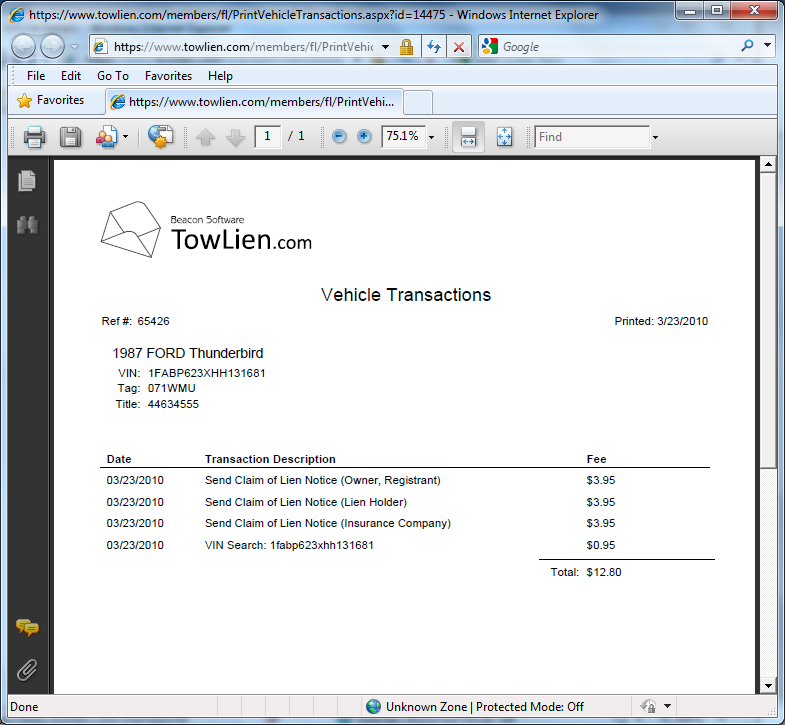 https://www.towlien.com/members/fl/PrintVehicleTransactions.aspx?id=14475 - Windows Internet Explorer
https://www.towlien.com/members/fl/PrintVehic
Google
File Edit Go To Favorites Help
Favorites
https://www.towlien.com/members/fl/PrintVehi...
1 / 1 75.1% Find
Beacon Software
TowLien.com
Vehicle Transactions
Ref #: 65426 Printed: 3/23/2010
1987 FORD Thunderbird
VIN: 1FABP623XHH131681
Tag: 071WMU
Title: 44634555
Date Transaction Description Fee
03/23/2010 Send Claim of Lien Notice (Owner, Registrant) $3.95
03/23/2010 Send Claim of Lien Notice (Lien Holder) $3.95
03/23/2010 Send Claim of Lien Notice (Insurance Company) $3.95
03/23/2010 VIN Search: 1fabp623xhh131681 $0.95
Total: $12.80
Done Unknown Zone | Protected Mode: Off